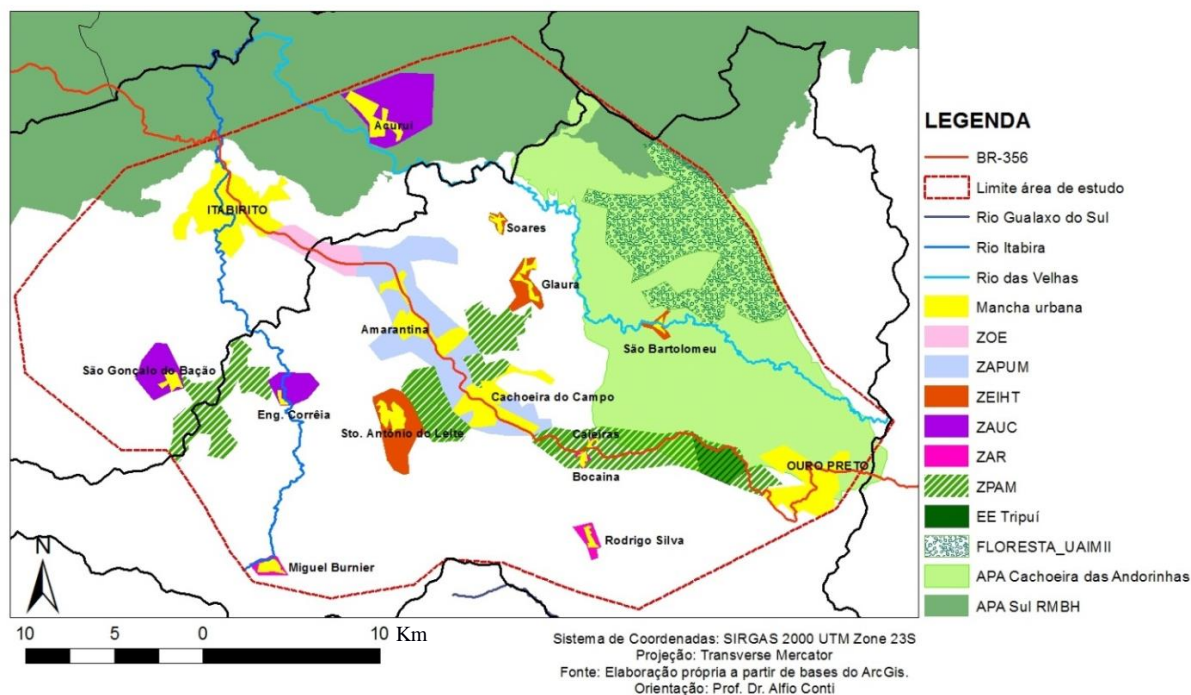 Acuruí
ITABIRITO
Soares
Glaura
Amarantina
São Bartolomeu
São Gonçalo do Bação
Eng. Corrêia
Cachoeira do Campo
Sto. Antônio do Leite
Caieiras
Bocaina
OURO PRETO
Rodrigo Silva
Miguel Burnier
N
10 5 0 10 Km
LEGENDA
BR-356
Limite área de estudo
Rio Gualaxo do Sul
Rio Itabira
Rio das Velhas
Mancha urbana
ZOE
ZAPUM
ZEIHT
ZAUC
ZAR
ZPAM
EE Tripuí
FLORESTA_UAIMII
APA Cachoeira das Andorinhas
APA Sul RMBH
Sistema de Coordenadas: SIRGAS 2000 UTM Zone 23S
Projeção: Transverse Mercator
Fonte: Elaboração própria a partir de bases do ArcGis.
Orientação: Prof. Dr. Alfio Conti